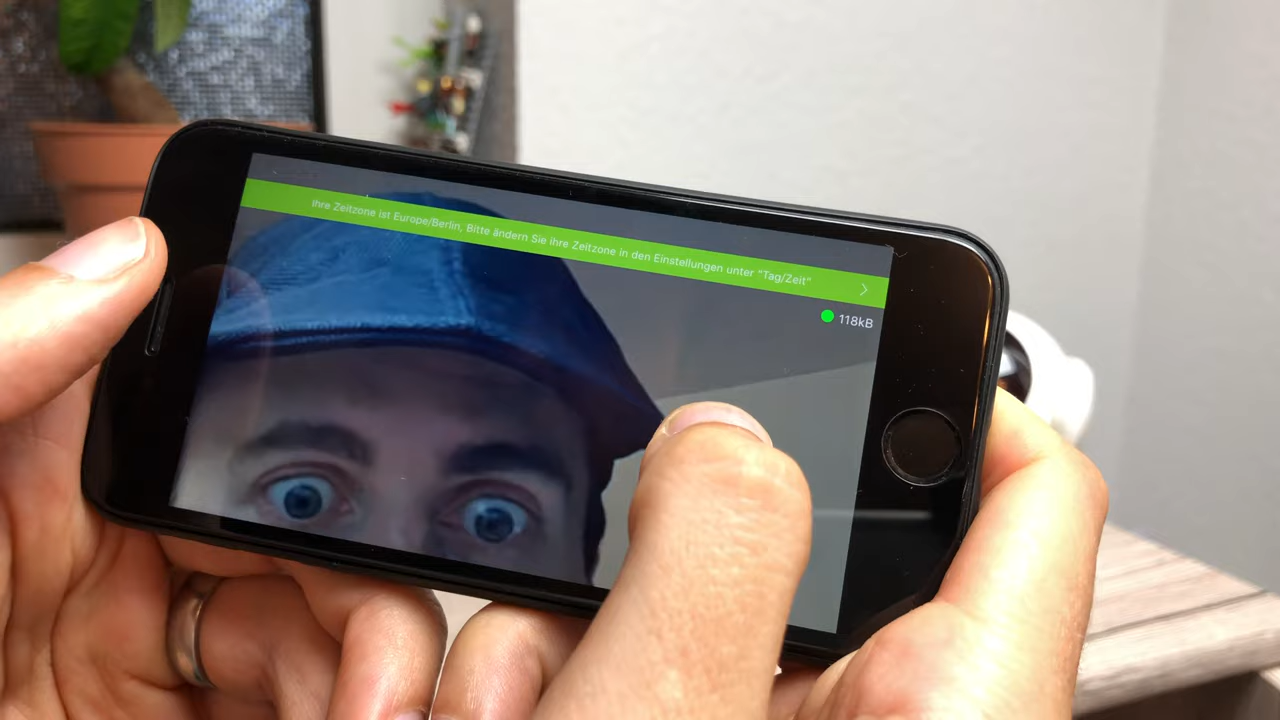 Ihre Zeitzone ist Europe/Berlin, Bitte ändern Sie ihre Zeitzone in den Einstellungen unter "Tag/Zeit"
118kB